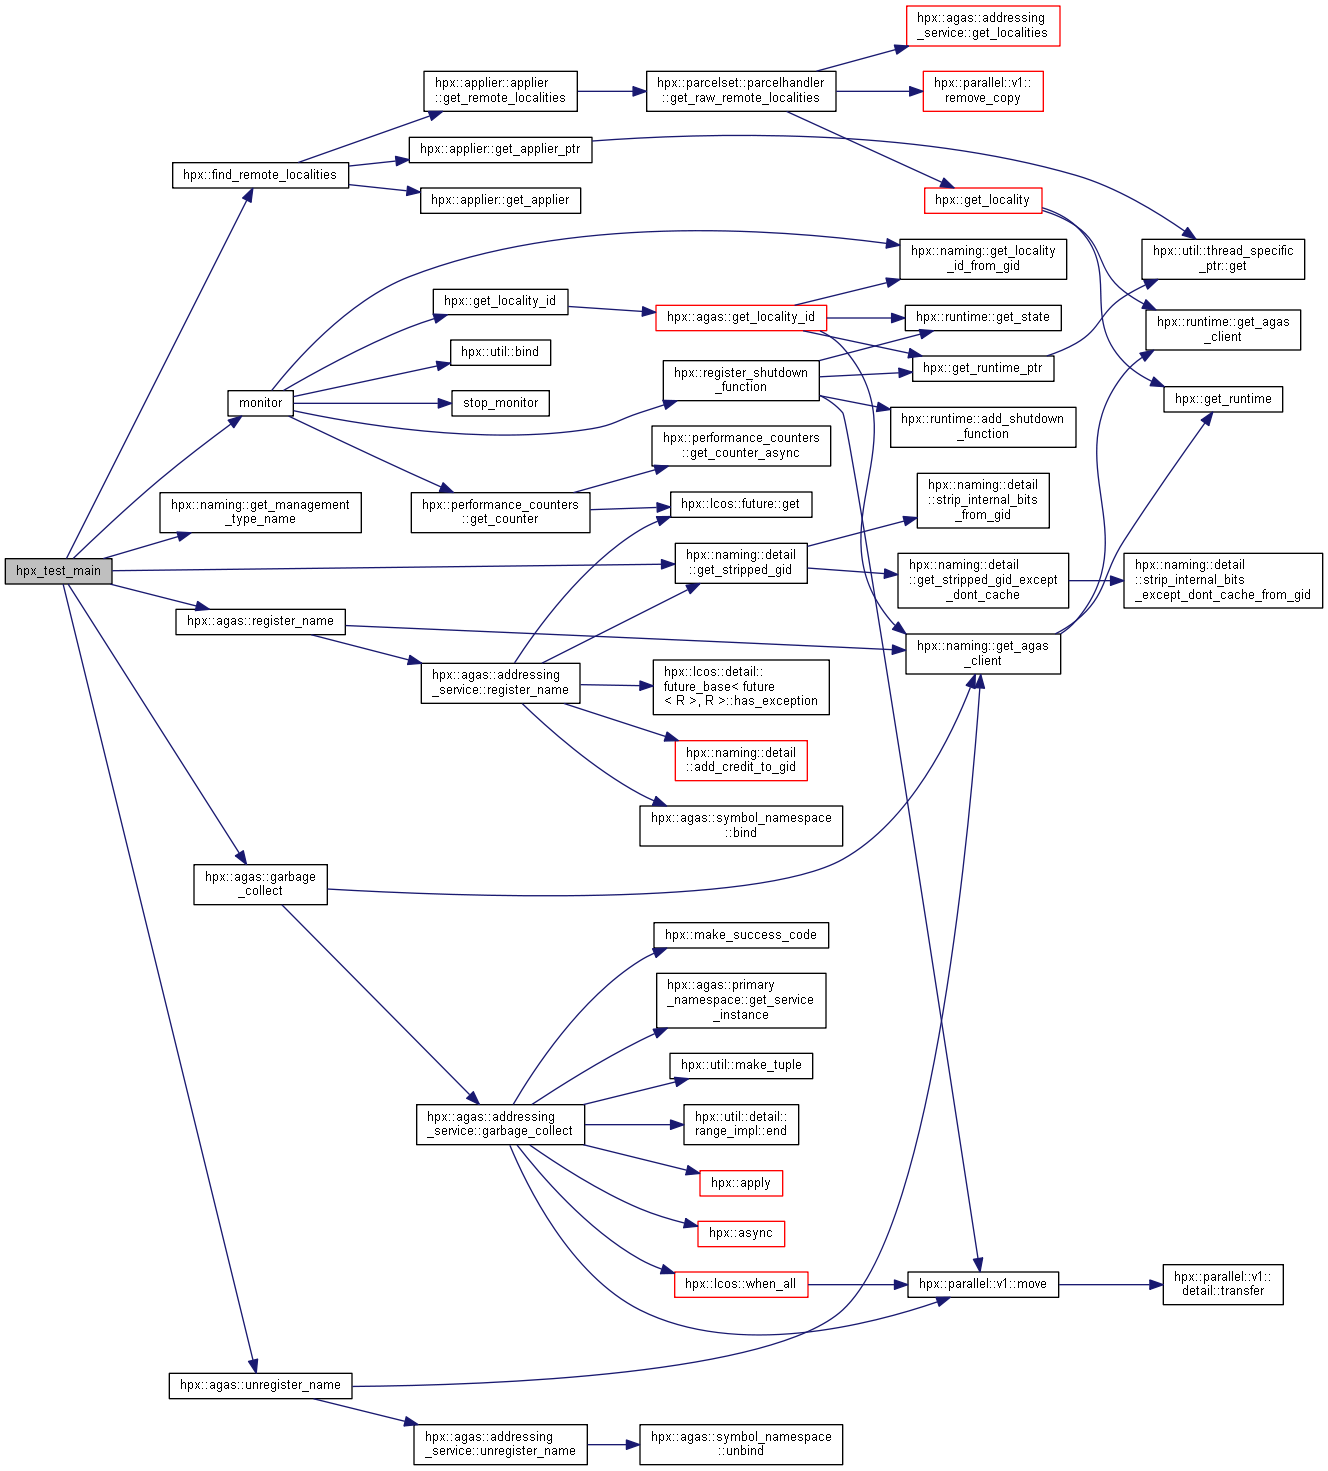 hpx::agas::addressing
_service::get_localities
hpx::applier::applier
::get_remote_localities
hpx::parcelset::parcelhandler
::get_raw_remote_localities
hpx::parallel::v1::
remove_copy
hpx::applier::get_applier_ptr
hpx::find_remote_localities
hpx::applier::get_applier
hpx::get_locality
hpx::naming::get_locality
_id_from_gid
hpx::util::thread_specific
_ptr::get
hpx::get_locality_id
hpx::agas::get_locality_id
hpx::runtime::get_state
hpx::runtime::get_agas
_client
hpx::util::bind
hpx::get_runtime_ptr
hpx::register_shutdown
_function
monitor
stop_monitor
hpx::get_runtime
hpx::runtime::add_shutdown
_function
hpx::performance_counters
::get_counter_async
hpx::naming::get_management
_type_name
hpx::performance_counters
::get_counter
hpx::lcos::future::get
hpx::naming::detail
::strip_internal_bits
_from_gid
hpx_test_main
hpx::naming::detail
::get_stripped_gid
hpx::naming::detail
::get_stripped_gid_except
_dont_cache
hpx::naming::detail
::strip_internal_bits
_except_dont_cache_from_gid
hpx::agas::register_name
hpx::naming::get_agas
_client
hpx::agas::addressing
_service::register_name
hpx::lcos::detail::
future_base< future
< R >, R >::has_exception
hpx::naming::detail
::add_credit_to_gid
hpx::agas::symbol_namespace
::bind
hpx::agas::garbage
_collect
hpx::make_success_code
hpx::agas::primary
_namespace::get_service
_instance
hpx::util::make_tuple
hpx::agas::addressing
_service::garbage_collect
hpx::util::detail::
range_impl::end
hpx::apply
hpx::async
hpx::lcos::when_all
hpx::parallel::v1::move
hpx::parallel::v1::
detail::transfer
hpx::agas::unregister_name
hpx::agas::addressing
_service::unregister_name
hpx::agas::symbol_namespace
::unbind